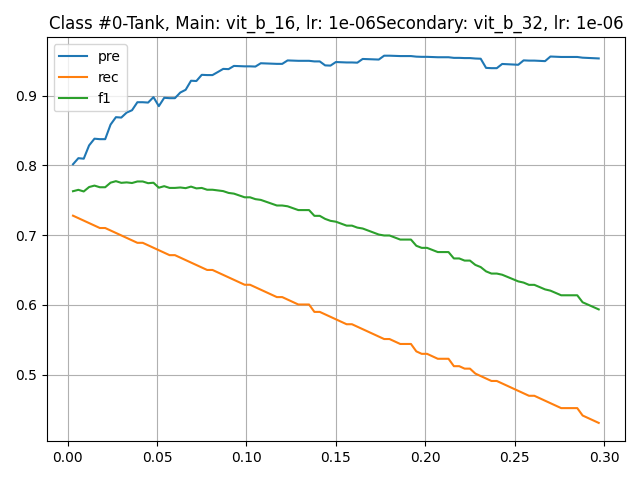 Class #0-Tank, Main: vit_b_16, lr: 1e-06Secondary: vit_b_32, lr: 1e-06
pre
rec
f1
0.9
0.8
0.7
0.6
0.5
0.00 0.05 0.10 0.15 0.20 0.25 0.30